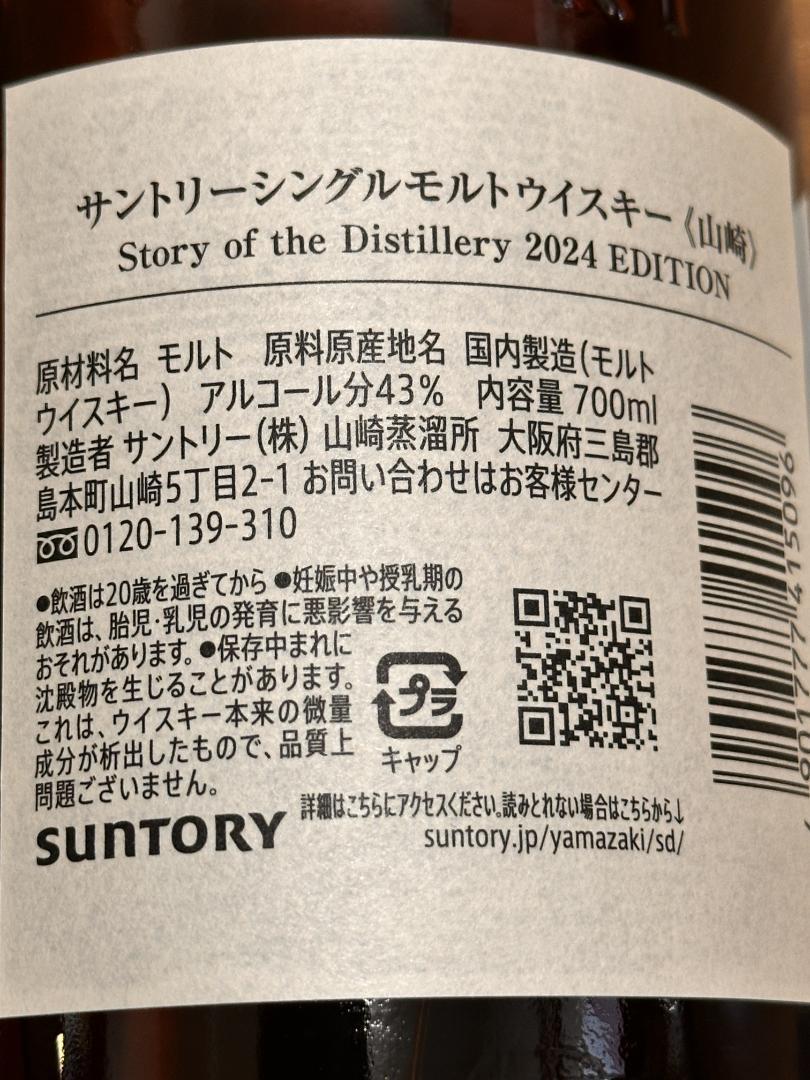 サントリーシングルモルトウイスキー《山崎》
Story of the Distillery 2024 EDITION
原材料名 モルト 原料原産地名 国内製造(モルト
ウイスキー) アルコール分43% 内容量 700ml
製造者 サントリー(株) 山崎蒸溜所 大阪府三島郡
島本町山崎5丁目2-1 お問い合わせはお客様センター
0120-139-310
●飲酒は20歳を過ぎてから ●妊娠中や授乳期の
飲酒は、胎児・乳児の発育に悪影響を与える
おそれがあります。●保存中まれに
沈殿物を生じることがあります。
これは、ウイスキー本来の微量
成分が析出したもので、品質上
問題ございません。
プラ
キャップ
詳細はこちらにアクセスください。読みとれない場合はこちらから↓
suntory.jp/yamazaki/sd/
SUNTORY
4 901777 415096